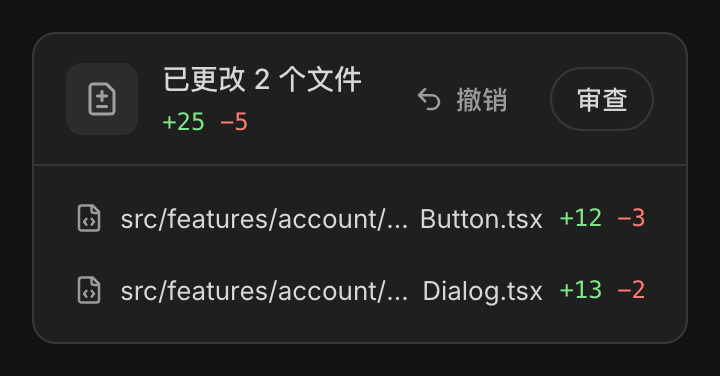 已更改 2 个文件
+25 −5
撤销
审查
src/features/account/... Button.tsx +12 −3
src/features/account/... Dialog.tsx +13 −2